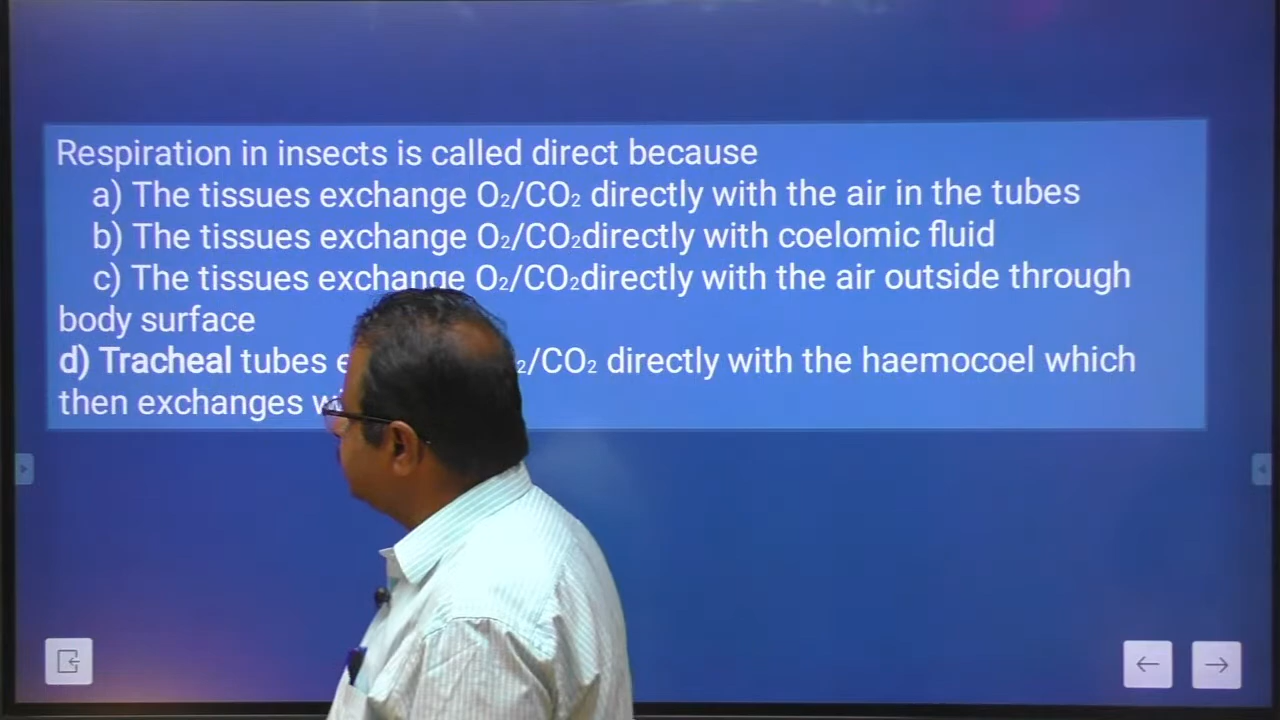 Respiration in insects is called direct because
a) The tissues exchange O₂/CO₂ directly with the air in the tubes
b) The tissues exchange O₂/CO₂directly with coelomic fluid
c) The tissues exchange O₂/CO₂directly with the air outside through
body surface
d) Tracheal tubes ₂/CO₂ directly with the haemocoel which
then exchanges